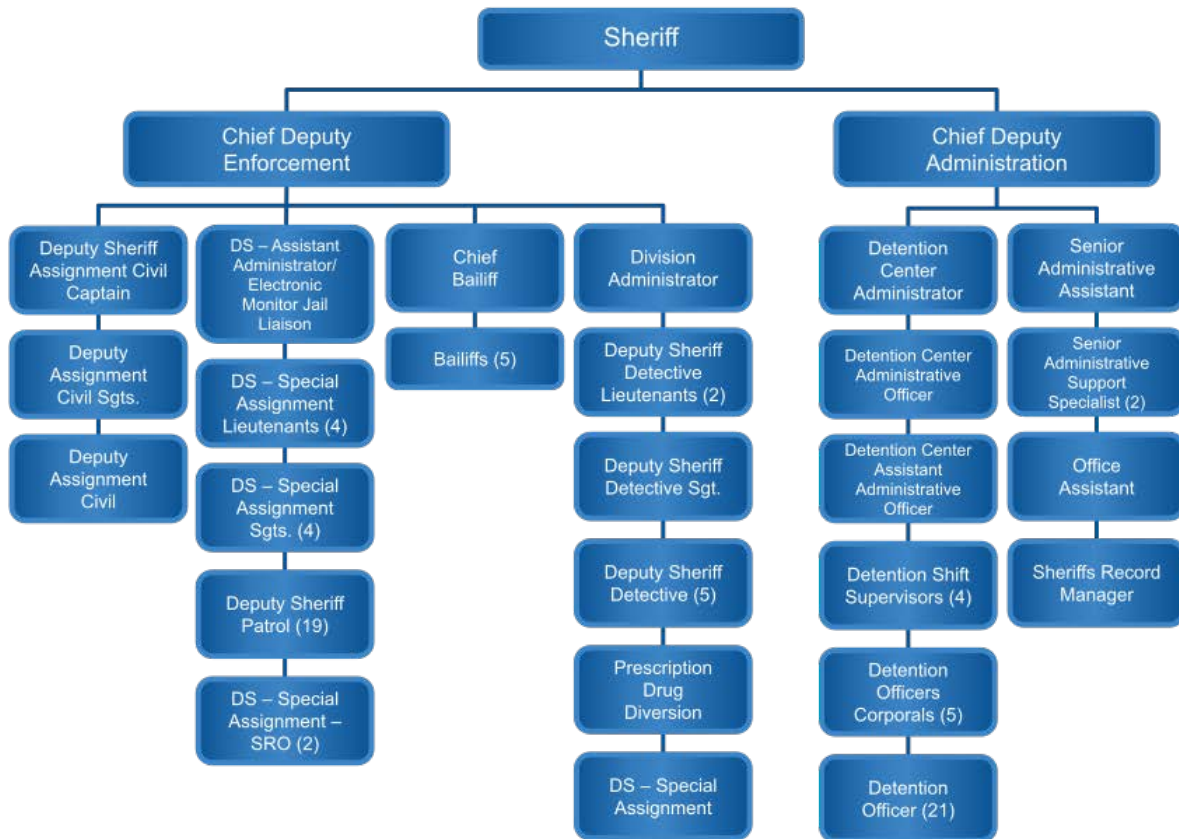 Sheriff
Chief Deputy
Enforcement
Chief Deputy
Administration
Deputy Sheriff
Assignment Civil
Captain
DS – Assistant
Administrator/
Electronic
Monitor Jail
Liaison
Chief
Bailiff
Division
Administrator
Detention
Center
Administrator
Senior
Administrative
Assistant
Deputy
Assignment
Civil Sgts.
DS – Special
Assignment
Lieutenants (4)
Bailiffs (5)
Deputy Sheriff
Detective
Lieutenants (2)
Detention Center
Administrative
Officer
Senior
Administrative
Support
Specialist (2)
Deputy
Assignment
Civil
DS – Special
Assignment
Sgts. (4)
Deputy Sheriff
Detective Sgt.
Detention Center
Assistant
Administrative
Officer
Office
Assistant
Deputy Sheriff
Patrol (19)
Deputy Sheriff
Detective (5)
Detention Shift
Supervisors (4)
Sheriffs Record
Manager
DS – Special
Assignment –
SRO (2)
Prescription
Drug
Diversion
Detention
Officers
Corporals (5)
DS – Special
Assignment
Detention
Officer (21)